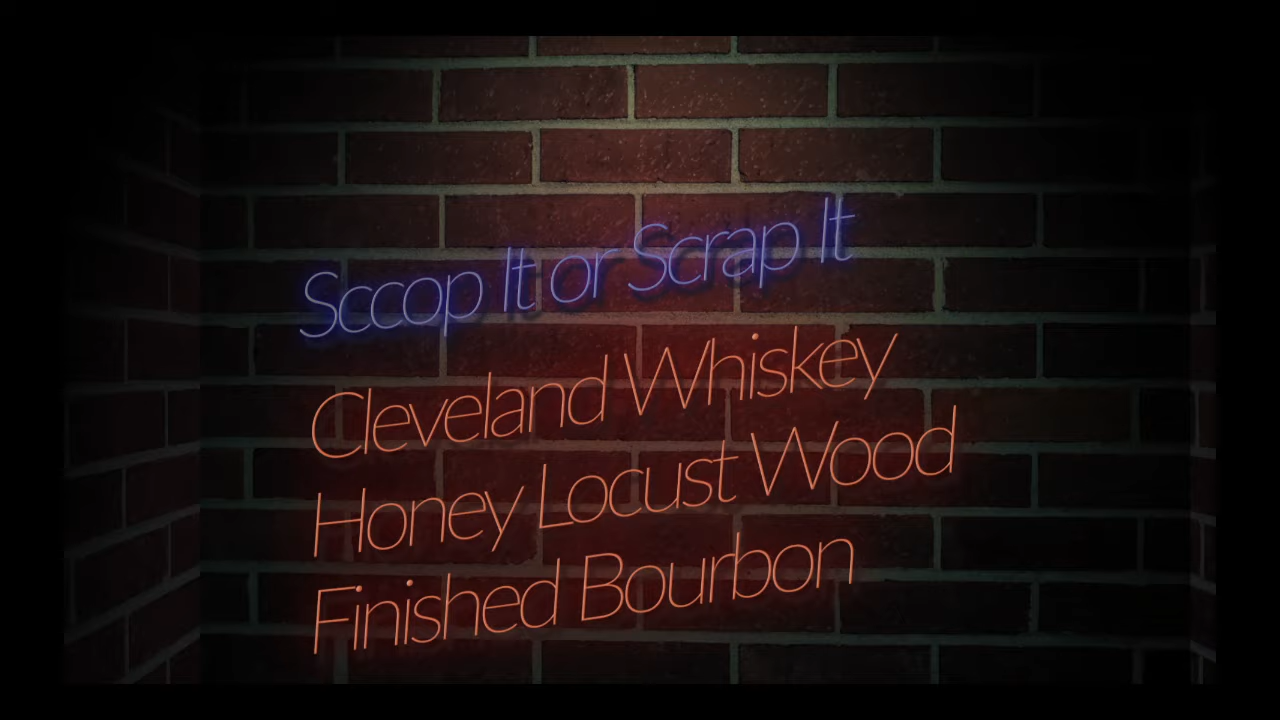 Sccop It or Scrap It
Cleveland Whiskey
Honey Locust Wood
Finished Bourbon